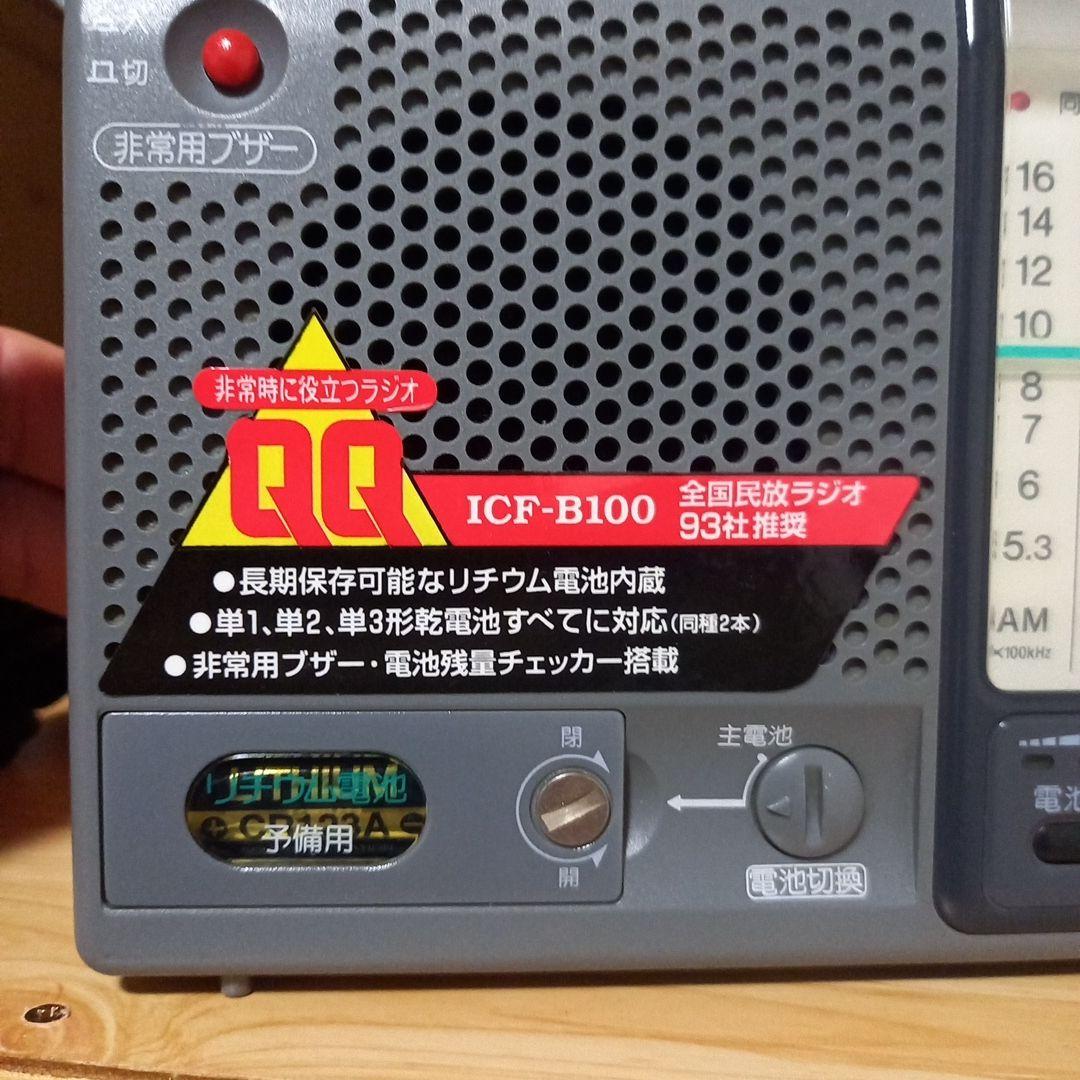 切
非常用ブザー
同
16
14
12
10
8
7
6
5.3
AM
×100kHz
非常時に役立つラジオ
QQ
ICF-B100
全国民放ラジオ
93社推奨
●長期保存可能なリチウム電池内蔵
●単1、単2、単3形乾電池すべてに対応(同種2本)
●非常用ブザー・電池残量チェッカー搭載
リチウム電池
LITHIUM
CR123A
予備用
閉
開
主電池
電池切換
電池